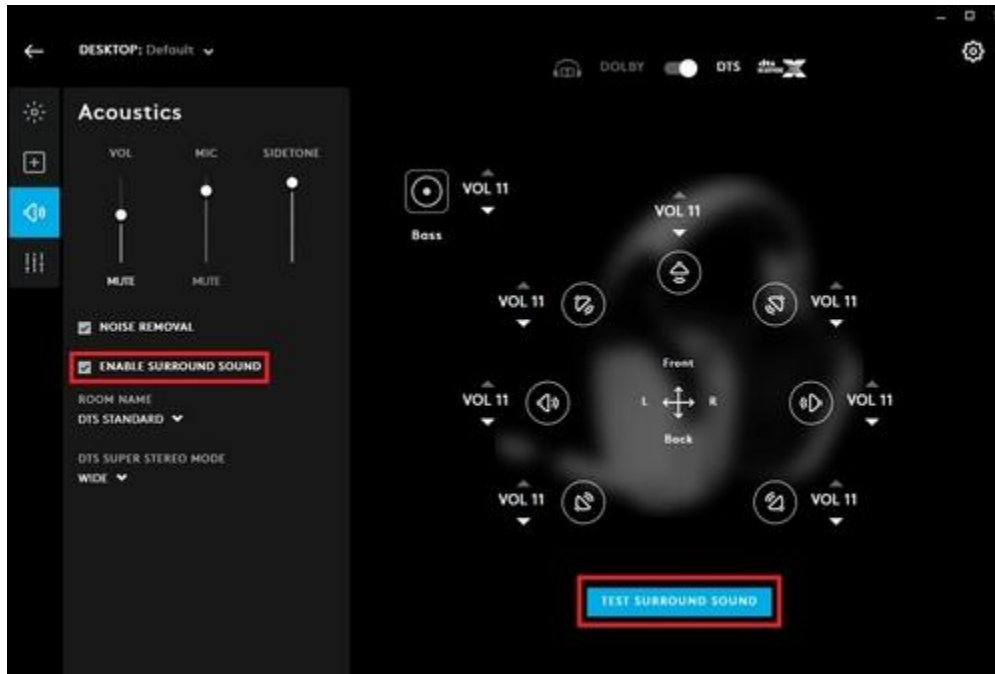 DESKTOP: Default
DOLBY DTS dts X
Acoustics
VOL MIC SIDETONE
MUTE MUTE
NOISE REMOVAL
ENABLE SURROUND SOUND
ROOM NAME
DTS STANDARD
DTS SUPER STEREO MODE
WIDE
VOL 11
Bass
VOL 11
VOL 11
VOL 11
Front
VOL 11
L R
VOL 11
Back
VOL 11
VOL 11
TEST SURROUND SOUND